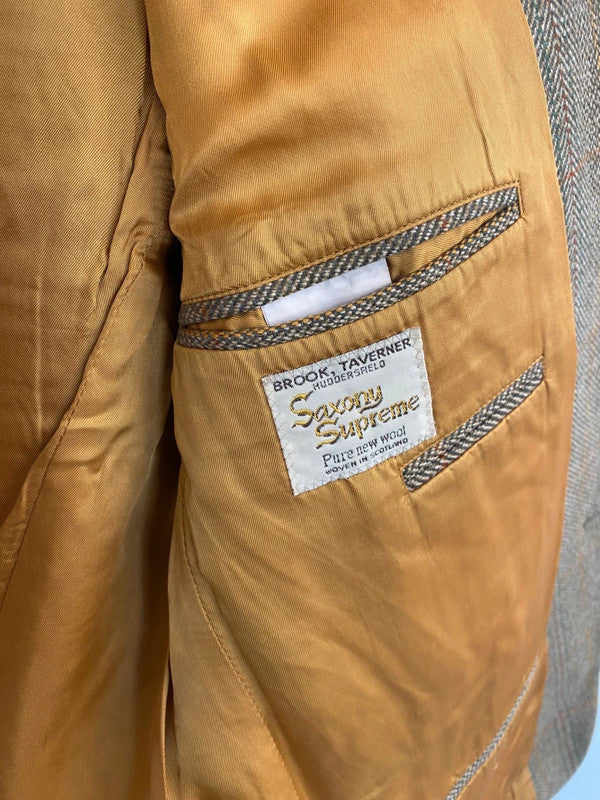 BROOK, TAVERNER
HUDDERSFIELD
Saxony
Supreme
Pure new wool
WOVEN IN SCOTLAND